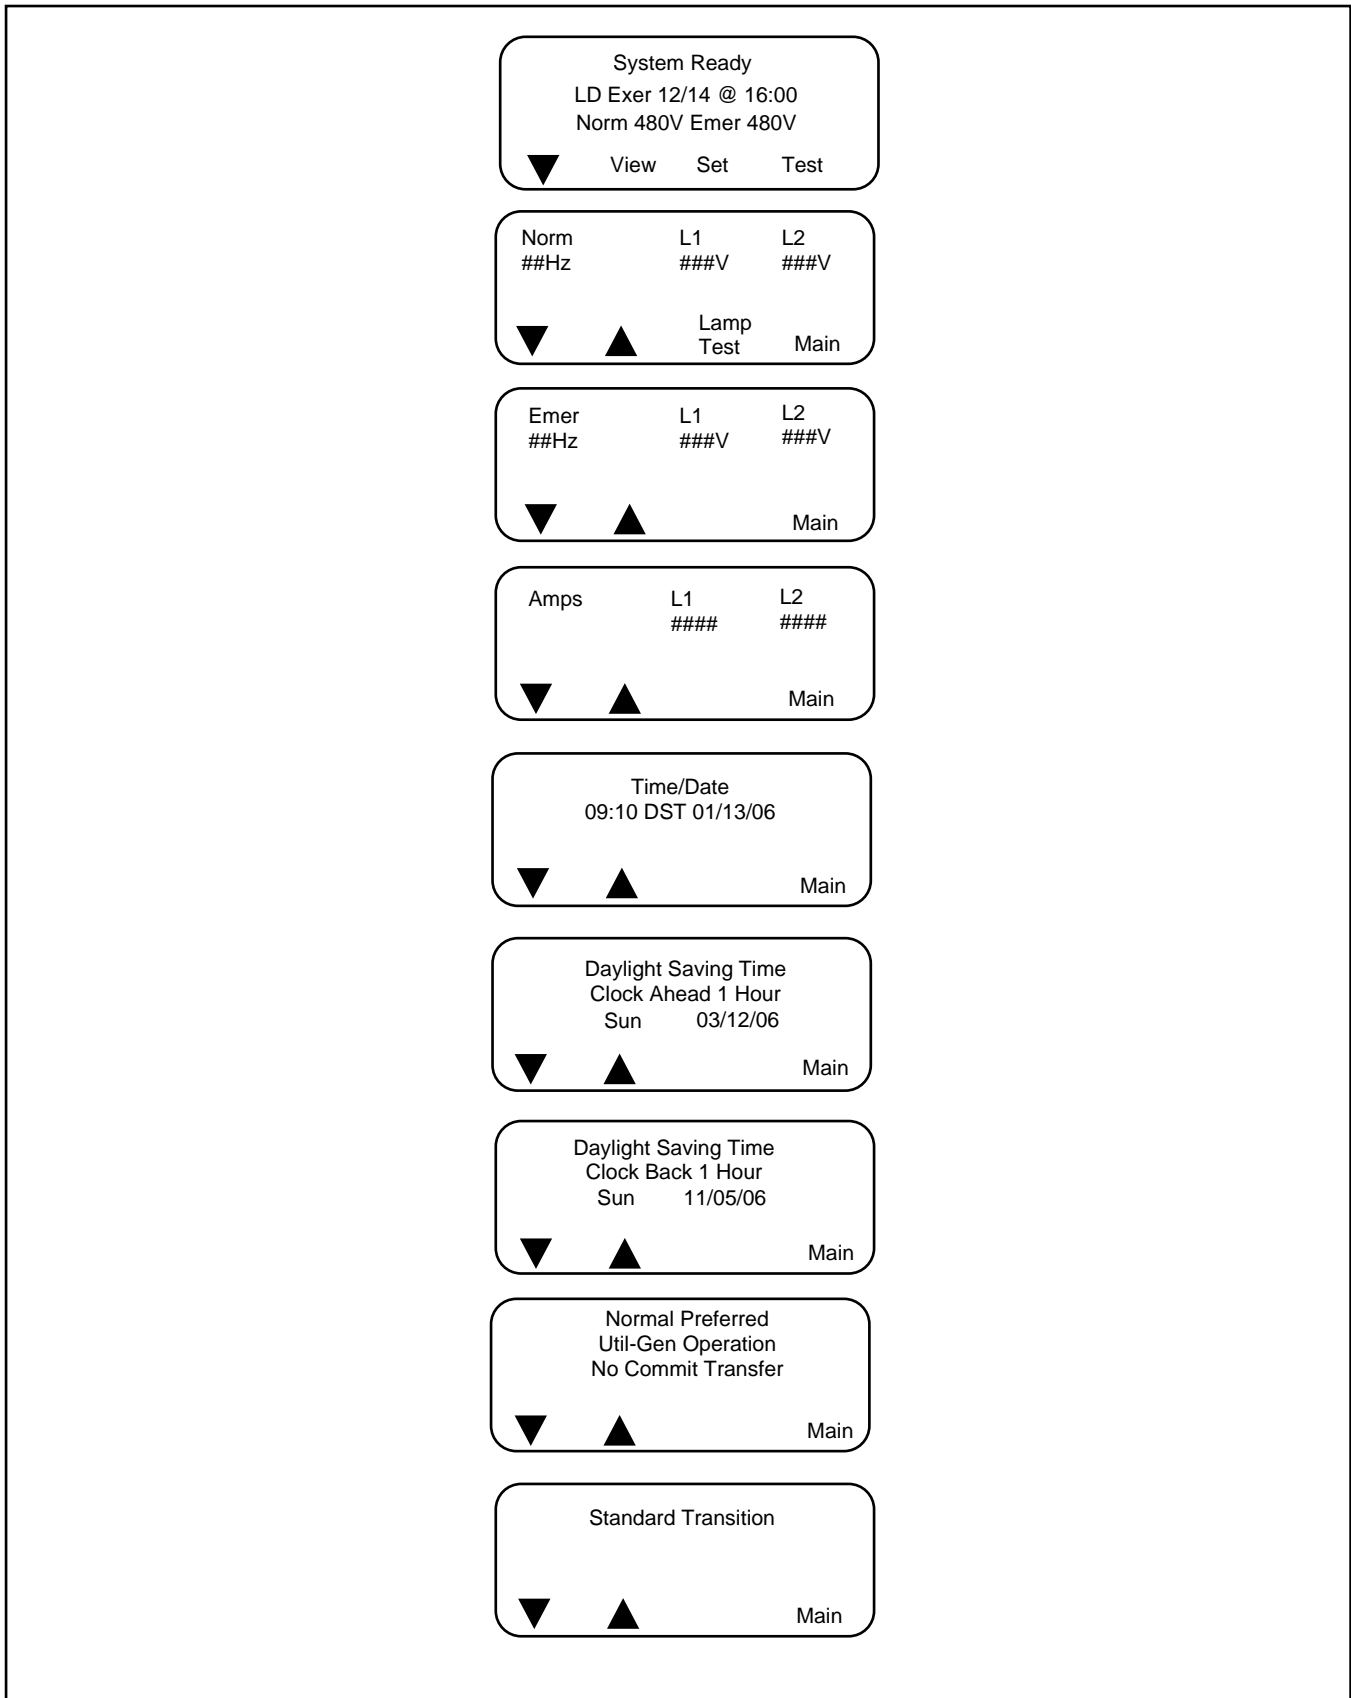 System Ready
LD Exer 12/14 @ 16:00
Norm 480V Emer 480V
View Set Test
Norm L1 L2
##Hz ###V ###V
Lamp
Test Main
Emer L1 L2
##Hz ###V ###V
Main
Amps L1 L2
#### ####
Main
Time/Date
09:10 DST 01/13/06
Main
Daylight Saving Time
Clock Ahead 1 Hour
Sun 03/12/06
Main
Daylight Saving Time
Clock Back 1 Hour
Sun 11/05/06
Main
Normal Preferred
Util-Gen Operation
No Commit Transfer
Main
Standard Transition
Main